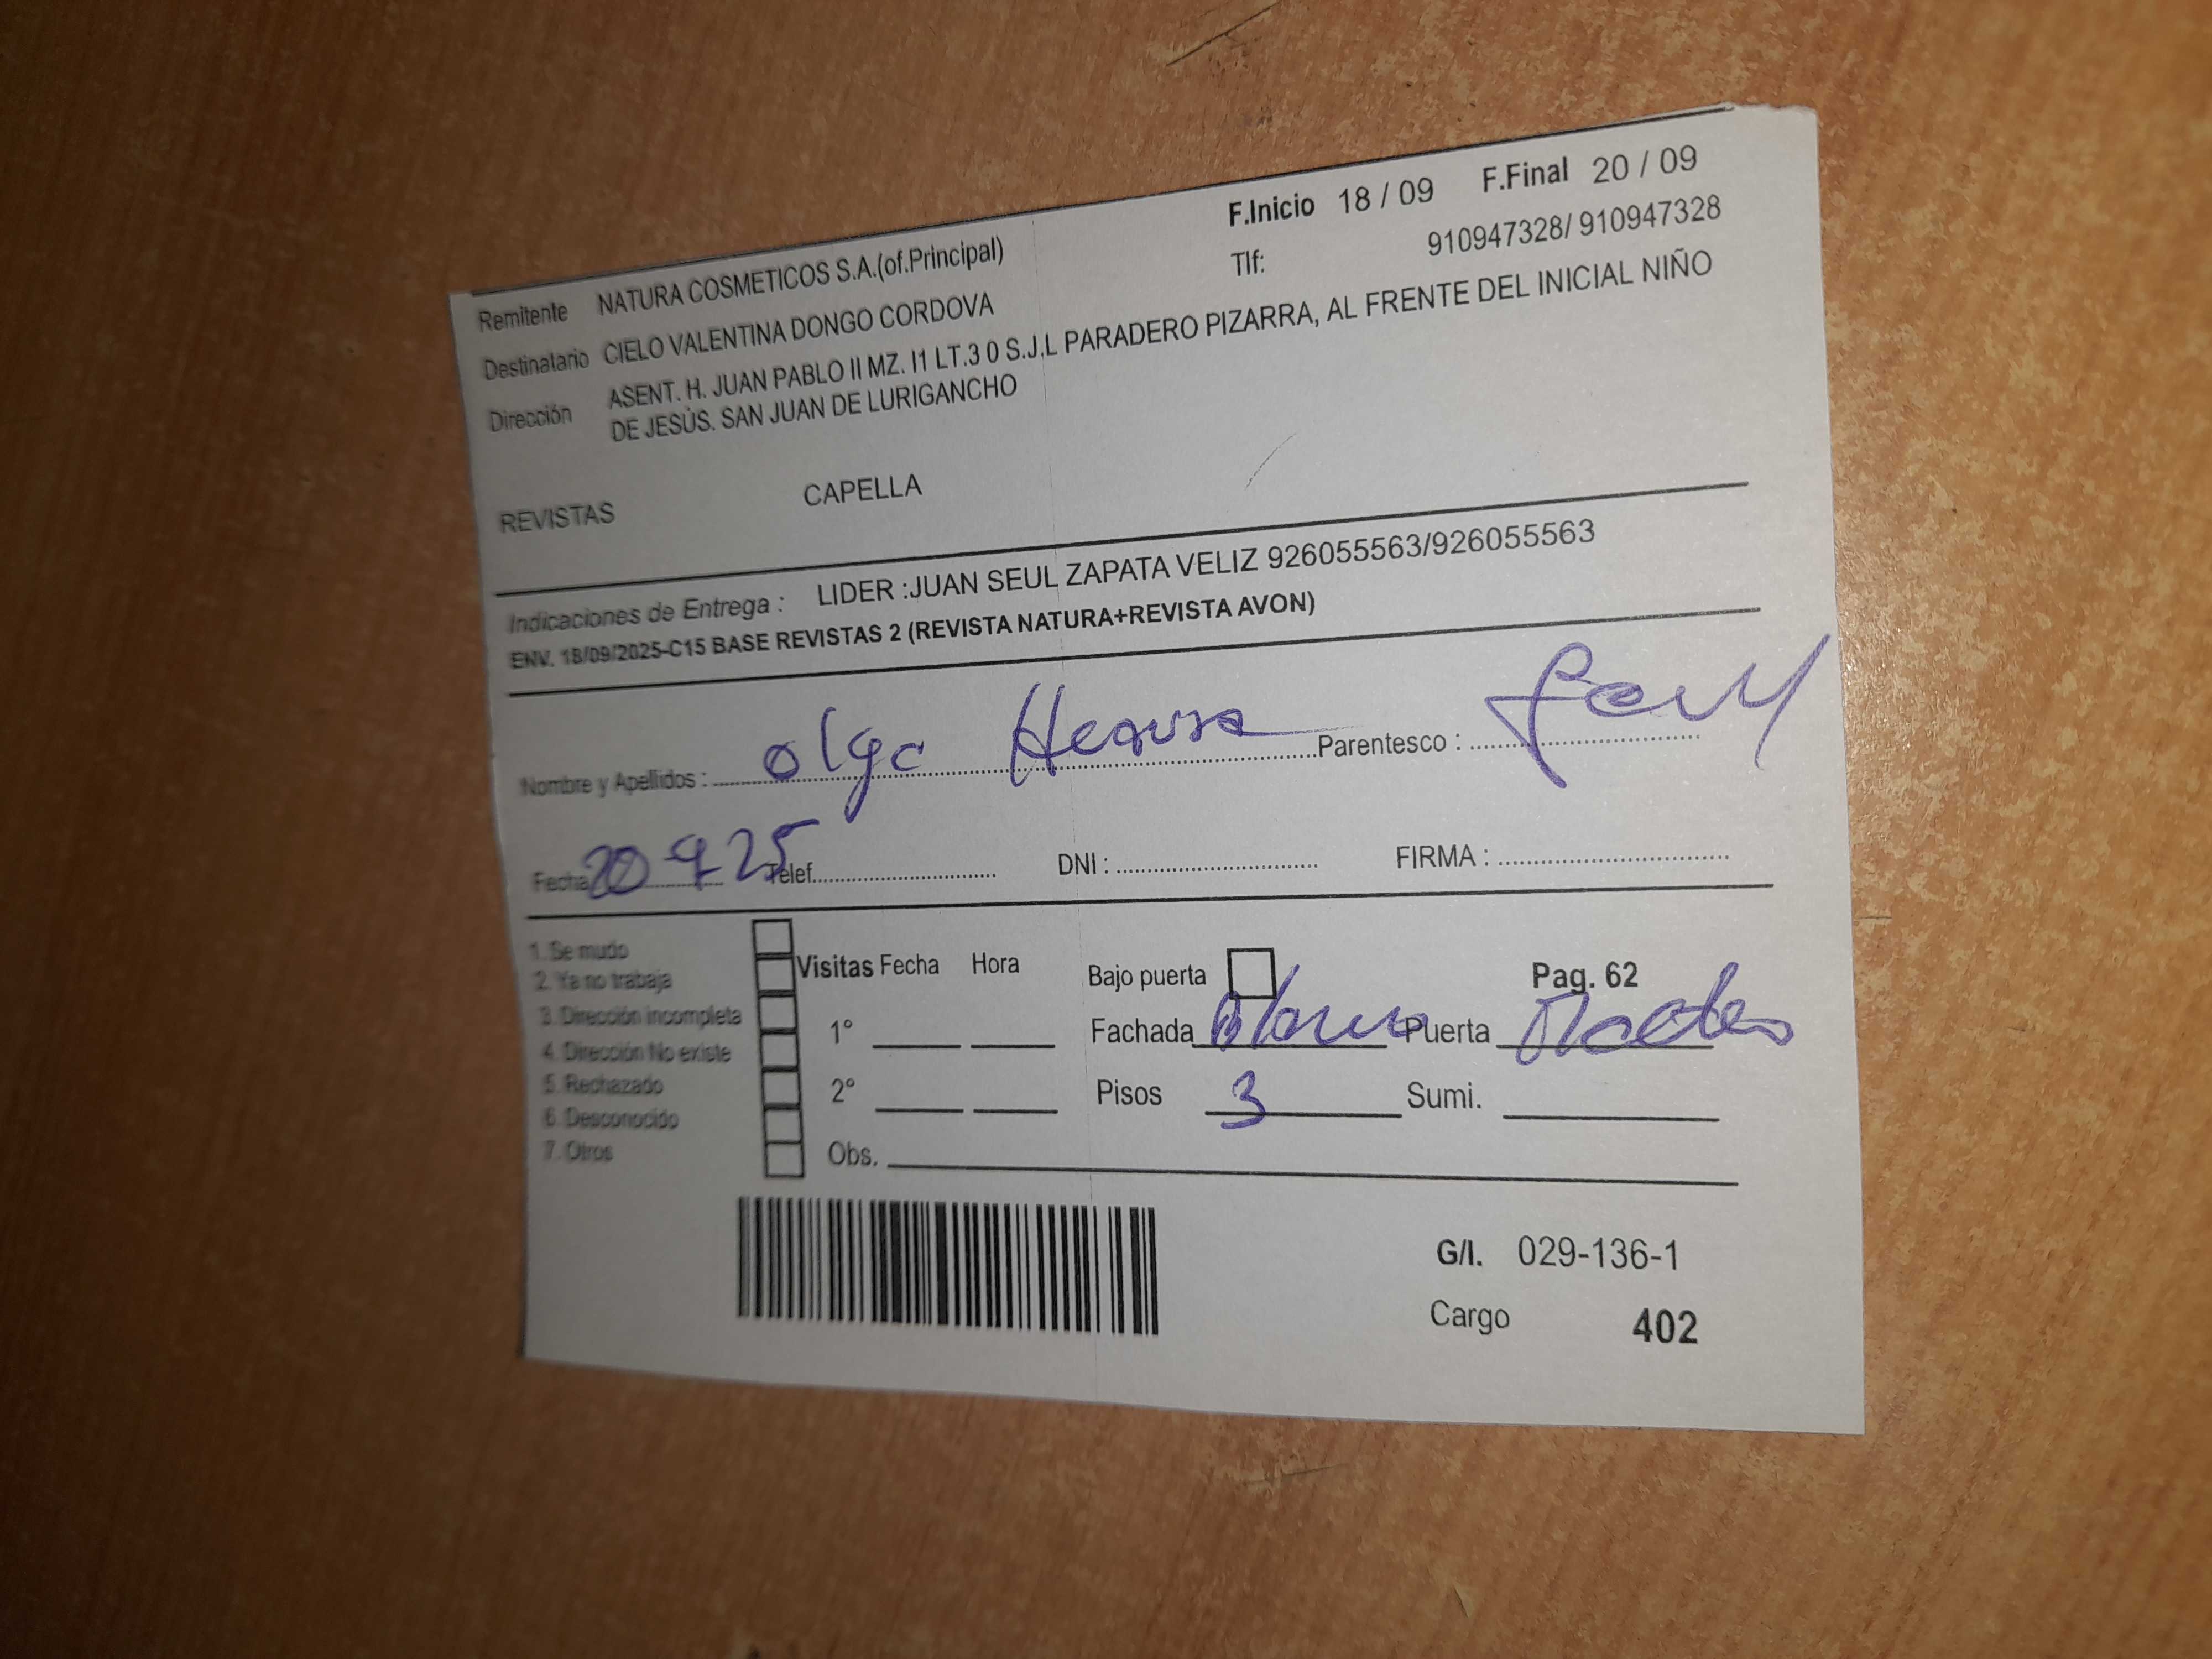 F.Inicio 18 / 09 F.Final 20 / 09
Remitente NATURA COSMETICOS S.A.(of.Principal) Tlf: 910947328/ 910947328
Destinatario CIELO VALENTINA DONGO CORDOVA
Dirección ASENT. H. JUAN PABLO II MZ. I1 LT.3 0 S.J.L PARADERO PIZARRA, AL FRENTE DEL INICIAL NIÑO
DE JESÚS. SAN JUAN DE LURIGANCHO
REVISTAS CAPELLA
Indicaciones de Entrega : LIDER :JUAN SEUL ZAPATA VELIZ 926055563/926055563
ENV. 18/09/2025-C15 BASE REVISTAS 2 (REVISTA NATURA+REVISTA AVON)
Nombre y Apellidos : olga Parentesco :
Fecha 20 9 25 Telef. DNI : FIRMA :
1. Se mudo
2. Ya no trabaja
3. Dirección incompleta
4. Dirección No existe
5. Rechazado
6. Desconocido
7. Otros
Visitas Fecha Hora Bajo puerta Pag. 62
1° Fachada Puerta
2° Pisos 3 Sumi.
Obs.
G/I. 029-136-1
Cargo 402